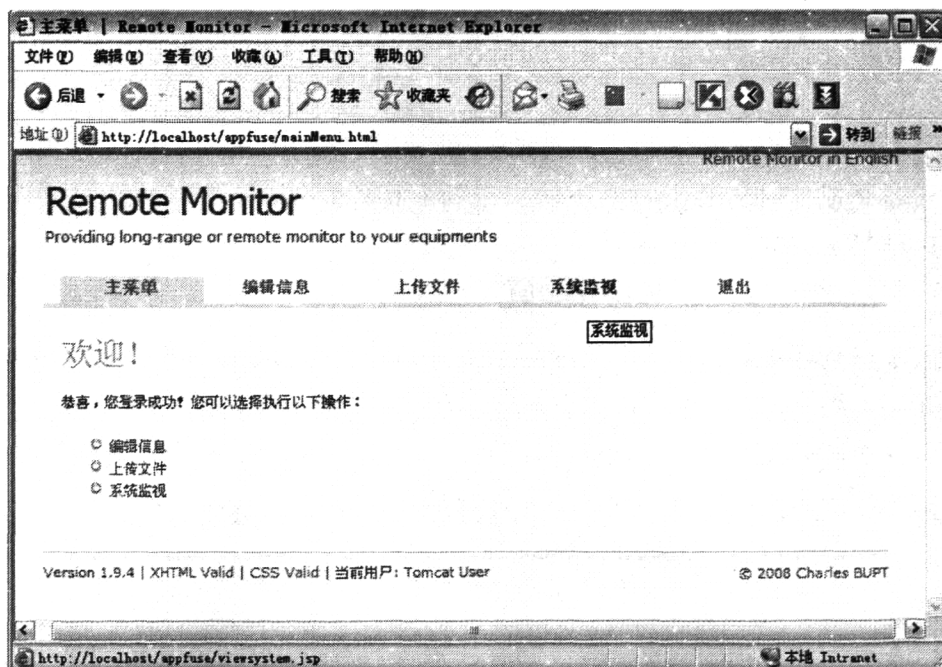 主菜单 | Remote Monitor - Microsoft Internet Explorer
文件(F) 编辑(E) 查看(V) 收藏(A) 工具(T) 帮助(H)
后退 搜索 收藏夹
地址(D) http://localhost/appfuse/mainMenu.html 转到 链接 »
Remote Monitor in English
Remote Monitor
Providing long-range or remote monitor to your equipments
主菜单 编辑信息 上传文件 系统监视 退出
系统监视
欢迎!
恭喜，您登录成功! 您可以选择执行以下操作：
编辑信息
上传文件
系统监视
Version 1.9.4 | XHTML Valid | CSS Valid | 当前用户: Tomcat User © 2008 Charles BUPT
http://localhost/appfuse/viewsystem.jsp 本地 Intranet